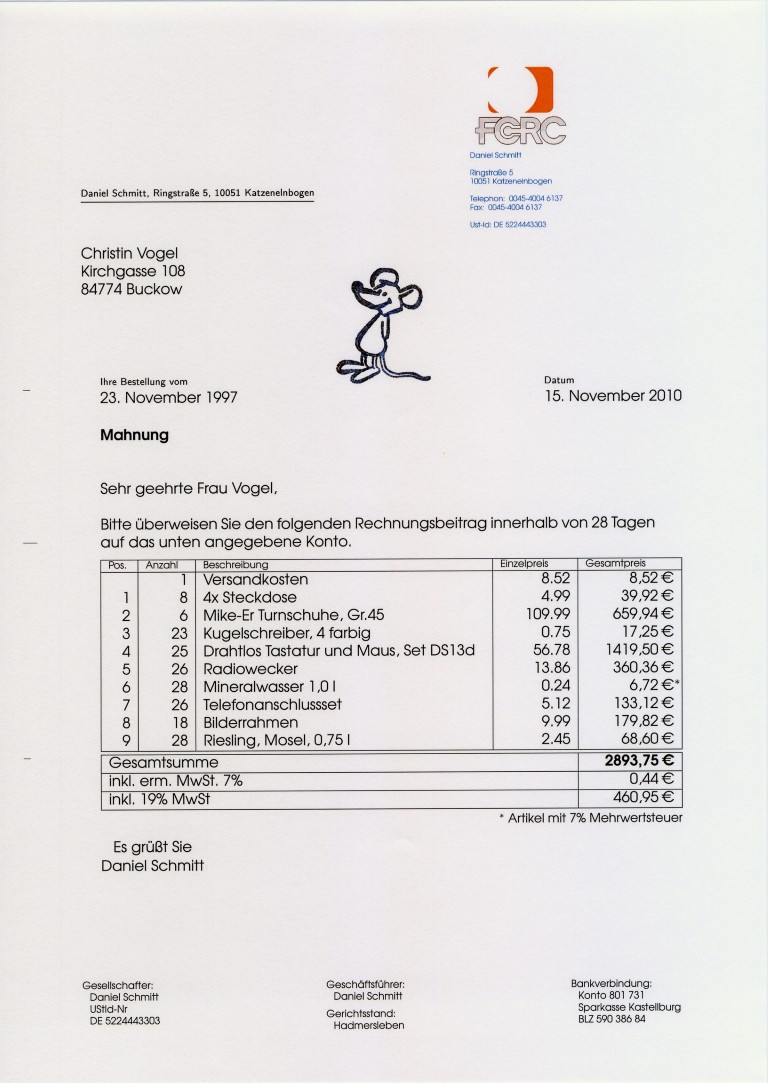 FCRC
Daniel Schmitt
Ringstraße 5
10051 Katzenelnbogen
Telephon: 0045-4004 6137
Fax: 0045-4004 6137
Ust-Id: DE 5224443303
Daniel Schmitt, Ringstraße 5, 10051 Katzenelnbogen
Christin Vogel
Kirchgasse 108
84774 Buckow
Ihre Bestellung vom
23. November 1997
Datum
15. November 2010
Mahnung
Sehr geehrte Frau Vogel,
Bitte überweisen Sie den folgenden Rechnungsbeitrag innerhalb von 28 Tagen
auf das unten angegebene Konto.
Pos. Anzahl Beschreibung Einzelpreis Gesamtpreis
1 Versandkosten 8.52 8,52 €
1 8 4x Steckdose 4.99 39,92 €
2 6 Mike-Er Turnschuhe, Gr.45 109.99 659,94 €
3 23 Kugelschreiber, 4 farbig 0.75 17,25 €
4 25 Drahtlos Tastatur und Maus, Set DS13d 56.78 1419,50 €
5 26 Radiowecker 13.86 360,36 €
6 28 Mineralwasser 1,0 l 0.24 6,72 €*
7 26 Telefonanschlussset 5.12 133,12 €
8 18 Bilderrahmen 9.99 179,82 €
9 28 Riesling, Mosel, 0,75 l 2.45 68,60 €
Gesamtsumme 2893,75 €
inkl. erm. MwSt. 7% 0,44 €
inkl. 19% MwSt 460,95 €
* Artikel mit 7% Mehrwertsteuer
Es grüßt Sie
Daniel Schmitt
Gesellschafter:
Daniel Schmitt
UStId-Nr
DE 5224443303
Geschäftsführer:
Daniel Schmitt
Gerichtsstand:
Hadmersleben
Bankverbindung:
Konto 801 731
Sparkasse Kastellburg
BLZ 590 386 84